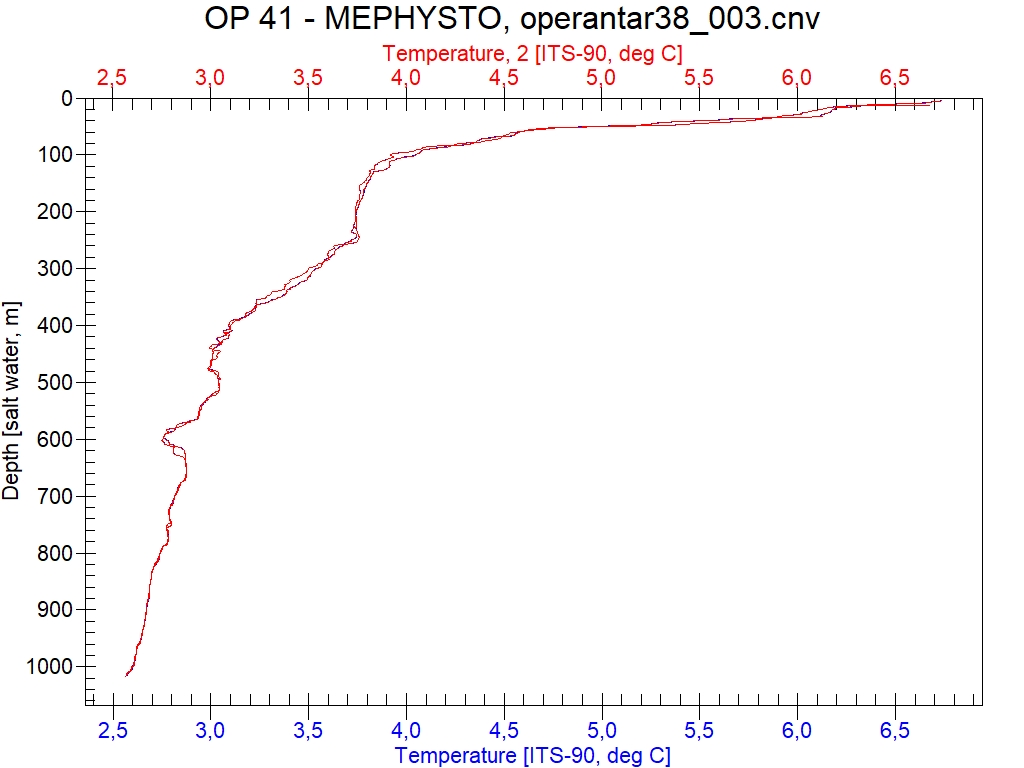 OP 41 - MEPHYSTO, operantar38_003.cnv
Temperature, 2 [ITS-90, deg C]
2,5 3,0 3,5 4,0 4,5 5,0 5,5 6,0 6,5
0
100
200
300
400
500
600
700
800
900
1000
Depth [salt water, m]
2,5 3,0 3,5 4,0 4,5 5,0 5,5 6,0 6,5
Temperature [ITS-90, deg C]